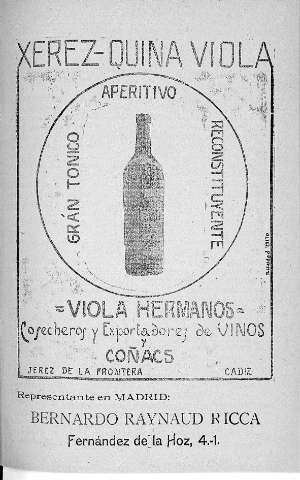 XEREZ-QUINA VIOLA
APERITIVO
GRÁN TONICO
RECONSTITUYENTE
=VIOLA HERMANOS=
Cosecheros y Exportadores de VINOS
y
COÑACS
JEREZ DE LA FRONTERA CADIZ
Representante en MADRID:
BERNARDO RAYNAUD RICCA
Fernández de la Hoz, 4.-1.